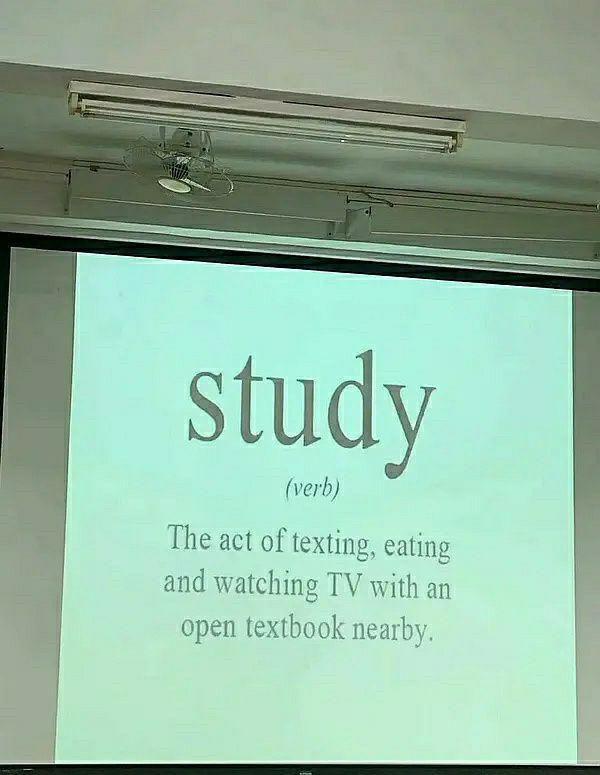 study
(verb)
The act of texting, eating
and watching TV with an
open textbook nearby.